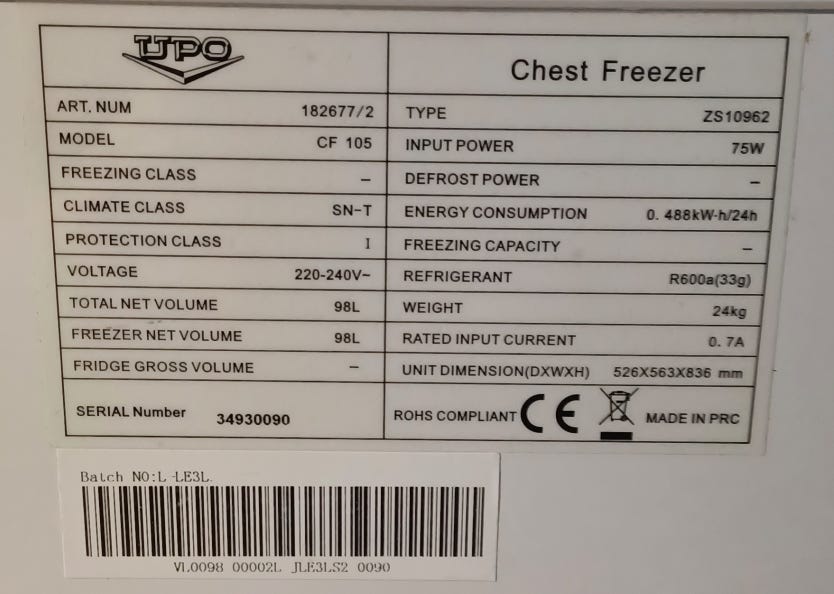 UPO
Chest Freezer
ART. NUM 182677/2 TYPE ZS10962
MODEL CF 105 INPUT POWER 75W
FREEZING CLASS – DEFROST POWER –
CLIMATE CLASS SN-T ENERGY CONSUMPTION 0. 488kW·h/24h
PROTECTION CLASS I FREEZING CAPACITY –
VOLTAGE 220-240V~ REFRIGERANT R600a(33g)
TOTAL NET VOLUME 98L WEIGHT 24kg
FREEZER NET VOLUME 98L RATED INPUT CURRENT 0. 7A
FRIDGE GROSS VOLUME – UNIT DIMENSION(DXWXH) 526X563X836 mm
SERIAL Number 34930090 ROHS COMPLIANT CE MADE IN PRC
Batch NO:L -LE3L
VL0098 00002L JLE3LS2 0090